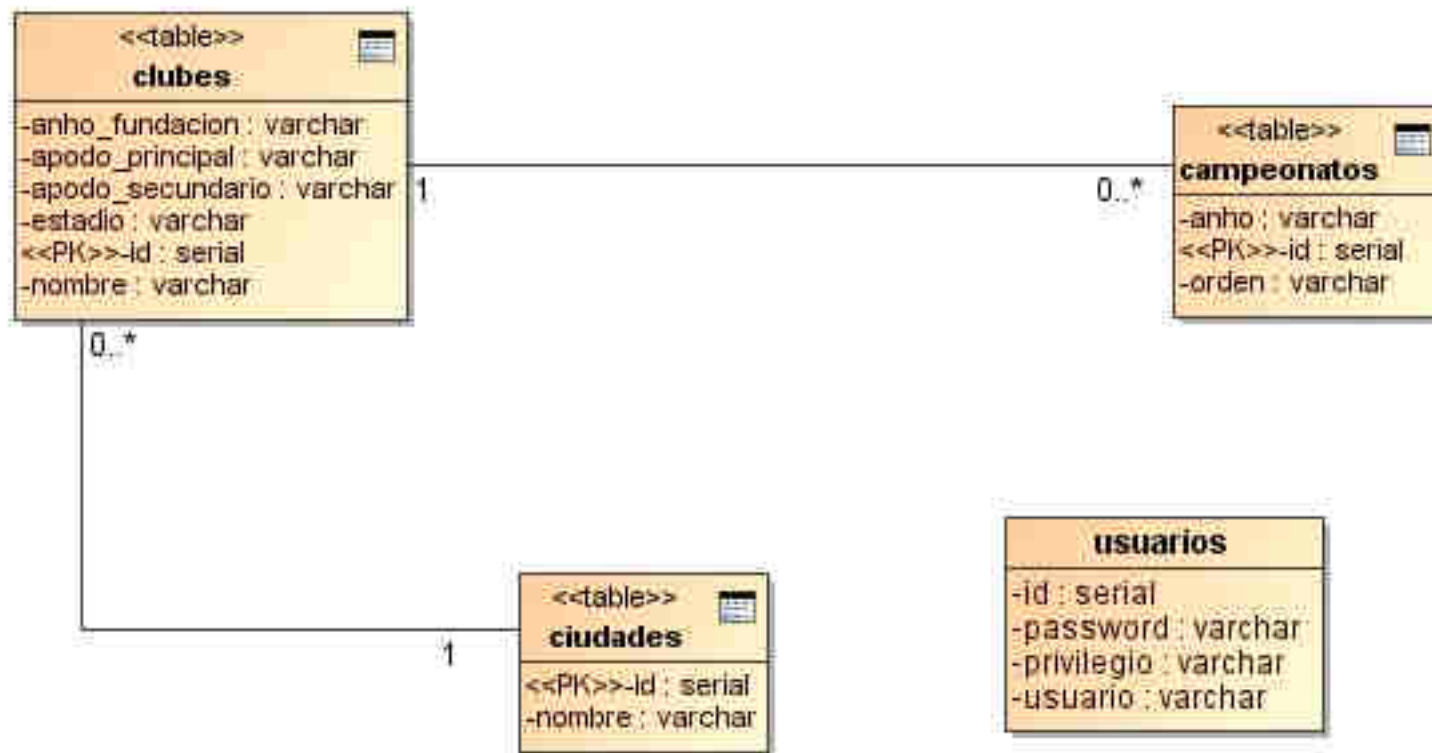 <<table>>
clubes
-anho_fundacion : varchar
-apodo_principal : varchar
-apodo_secundario : varchar
-estadio : varchar
<<PK>>-id : serial
-nombre : varchar
1
0..*
<<table>>
campeonatos
-anho : varchar
<<PK>>-id : serial
-orden : varchar
0..*
1
<<table>>
ciudades
<<PK>>-id : serial
-nombre : varchar
usuarios
-id : serial
-password : varchar
-privilegio : varchar
-usuario : varchar